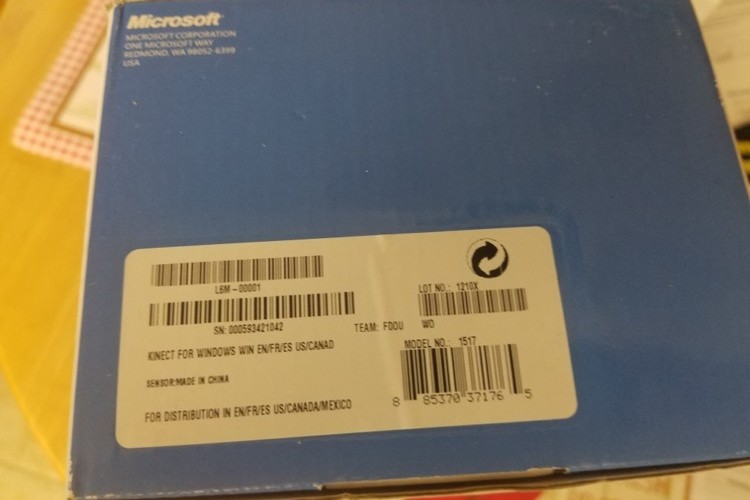 Microsoft
MICROSOFT CORPORATION
ONE MICROSOFT WAY
REDMOND, WA 98052-6399
USA
L6M-00001
LOT NO.: 1210X
SN: 000593421042
TEAM: FDOU WO
KINECT FOR WINDOWS WIN EN/FR/ES US/CANAD
MODEL NO.: 1517
SENSOR:MADE IN CHINA
8 85370 37176 5
FOR DISTRIBUTION IN EN/FR/ES US/CANADA/MEXICO